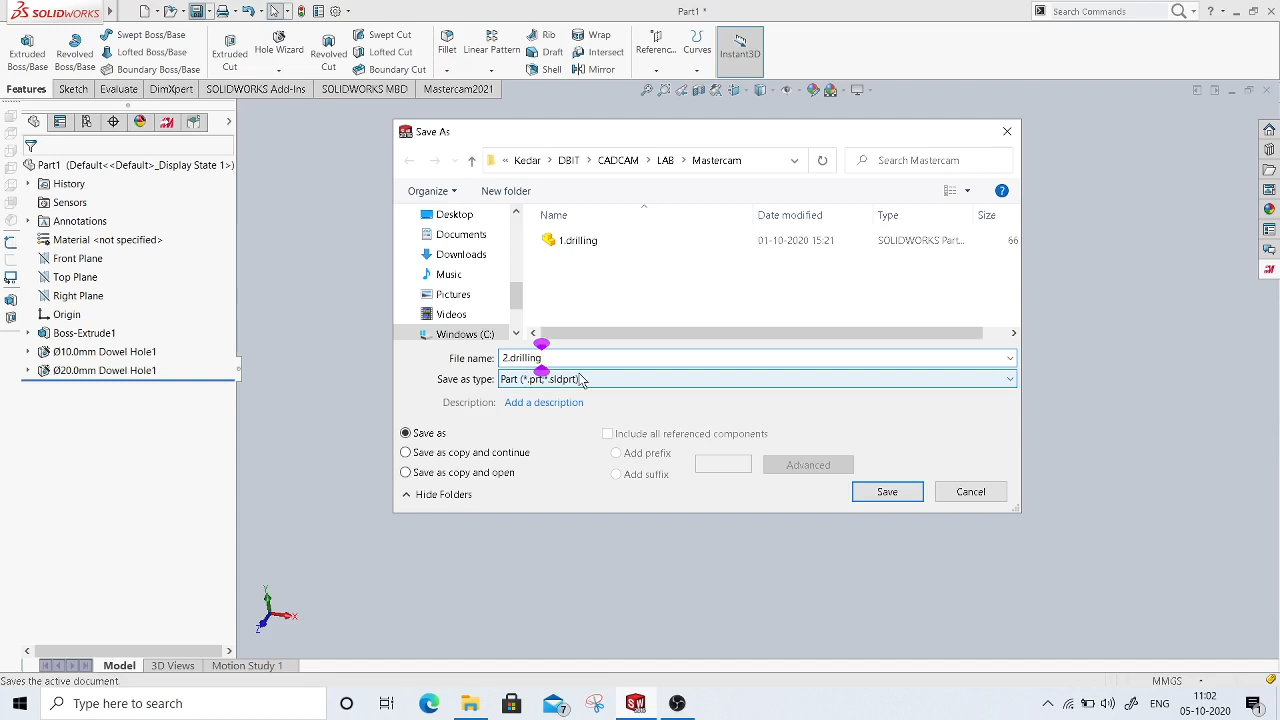 SOLIDWORKS
Part1 *
Search Commands
Extruded Boss/Base
Revolved Boss/Base
Swept Boss/Base
Lofted Boss/Base
Boundary Boss/Base
Extruded Cut
Hole Wizard
Revolved Cut
Swept Cut
Lofted Cut
Boundary Cut
Fillet
Linear Pattern
Rib
Draft
Shell
Wrap
Intersect
Mirror
Referenc...
Curves
Instant3D
Features
Sketch
Evaluate
DimXpert
SOLIDWORKS Add-Ins
SOLIDWORKS MBD
Mastercam2021
Part1 (Default<<Default>_Display State 1>)
History
Sensors
Annotations
Material <not specified>
Front Plane
Top Plane
Right Plane
Origin
Boss-Extrude1
Ø10.0mm Dowel Hole1
Ø20.0mm Dowel Hole1
Save As
« Kedar > DBIT > CADCAM > LAB > Mastercam
Search Mastercam
Organize
New folder
Desktop
Documents
Downloads
Music
Pictures
Videos
Windows (C:)
Name
Date modified
Type
Size
1.drilling
01-10-2020 15:21
SOLIDWORKS Part...
66
File name:
2.drilling
Save as type:
Part (*.prt;*.sldprt)
Description:
Add a description
Save as
Save as copy and continue
Save as copy and open
Include all referenced components
Add prefix
Add suffix
Advanced
Hide Folders
Save
Cancel
Y
X
Z
Model
3D Views
Motion Study 1
Saves the active document.
MMGS
Type here to search
7
ENG
11:02
05-10-2020
1